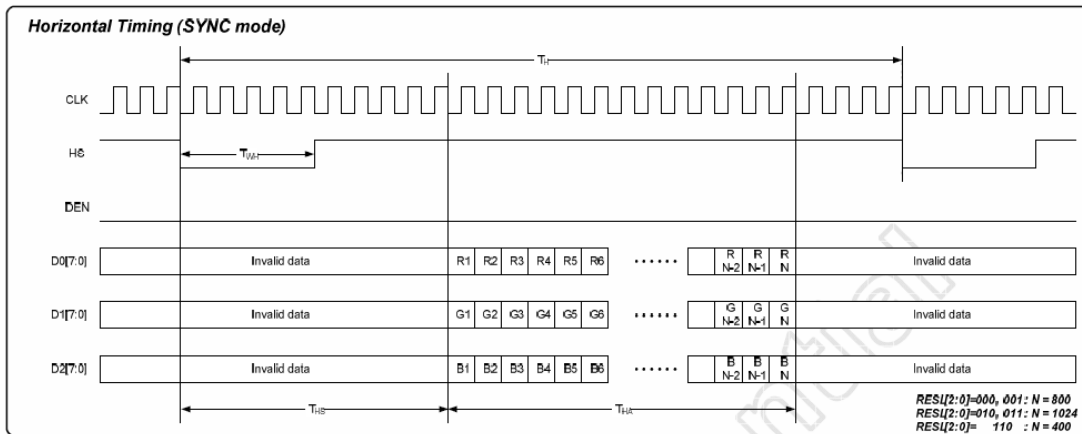 Horizontal Timing (SYNC mode)
TH
CLK
HS
TWH
DEN
D0[7:0] Invalid data R1 R2 R3 R4 R5 R6 ...... R N-2 R N-1 R N Invalid data
D1[7:0] Invalid data G1 G2 G3 G4 G5 G6 ...... G N-2 G N-1 G N Invalid data
D2[7:0] Invalid data B1 B2 B3 B4 B5 B6 ...... B N-2 B N-1 B N Invalid data
THS THA
RESL[2:0]=000, 001 : N = 800
RESL[2:0]=010, 011 : N = 1024
RESL[2:0]= 110 : N = 400